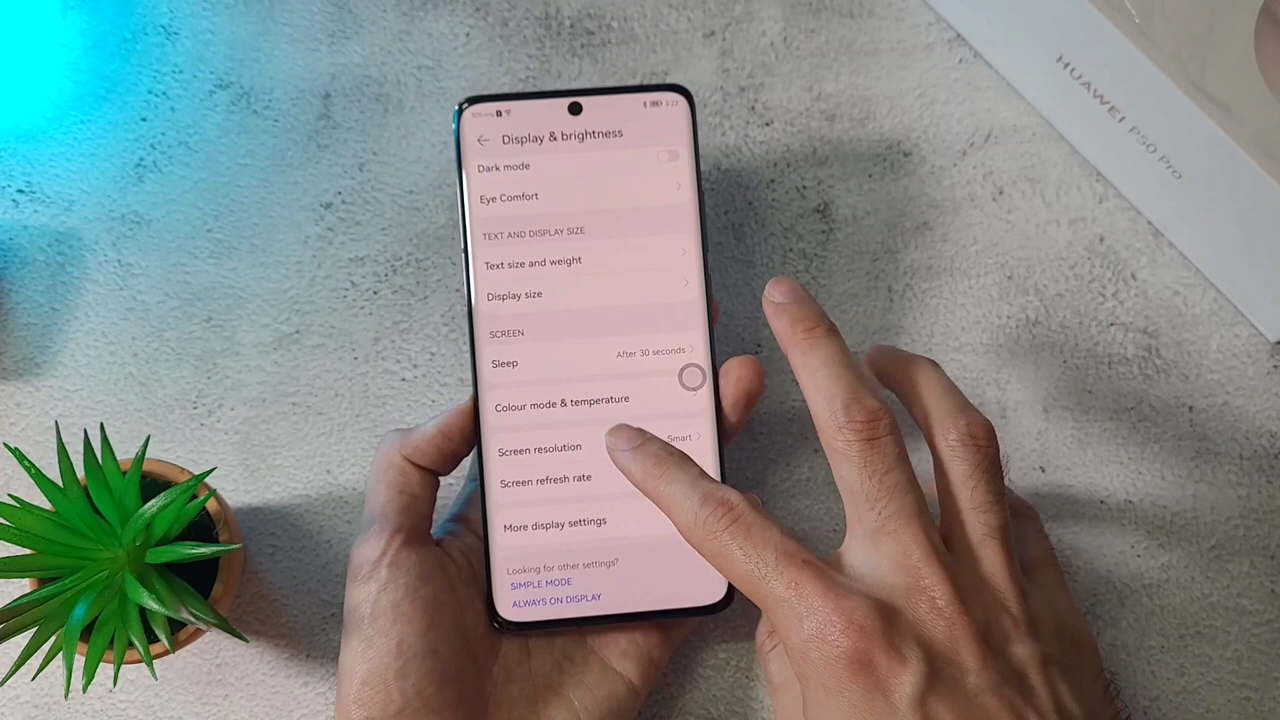 HUAWEI P50 Pro
3:22
Display & brightness
Dark mode
Eye Comfort
TEXT AND DISPLAY SIZE
Text size and weight
Display size
SCREEN
Sleep After 30 seconds
Colour mode & temperature
Screen resolution Smart
Screen refresh rate
More display settings
Looking for other settings?
SIMPLE MODE
ALWAYS ON DISPLAY